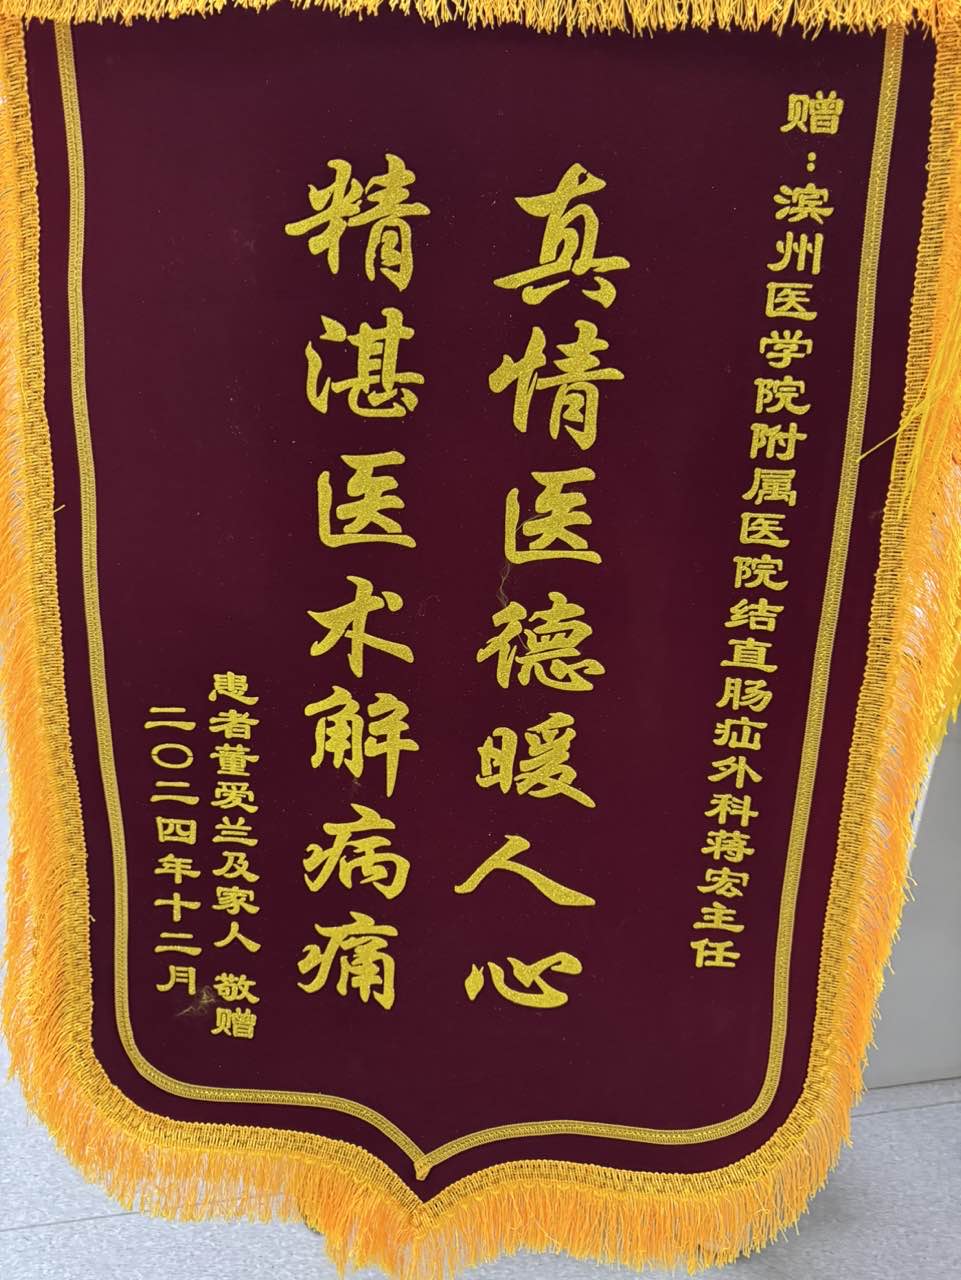 赠：滨州医学院附属医院结直肠疝外科蒋宏主任
真情医德暖人心
精湛医术解病痛
患者董爱兰及家人 敬赠
二〇二四年十二月